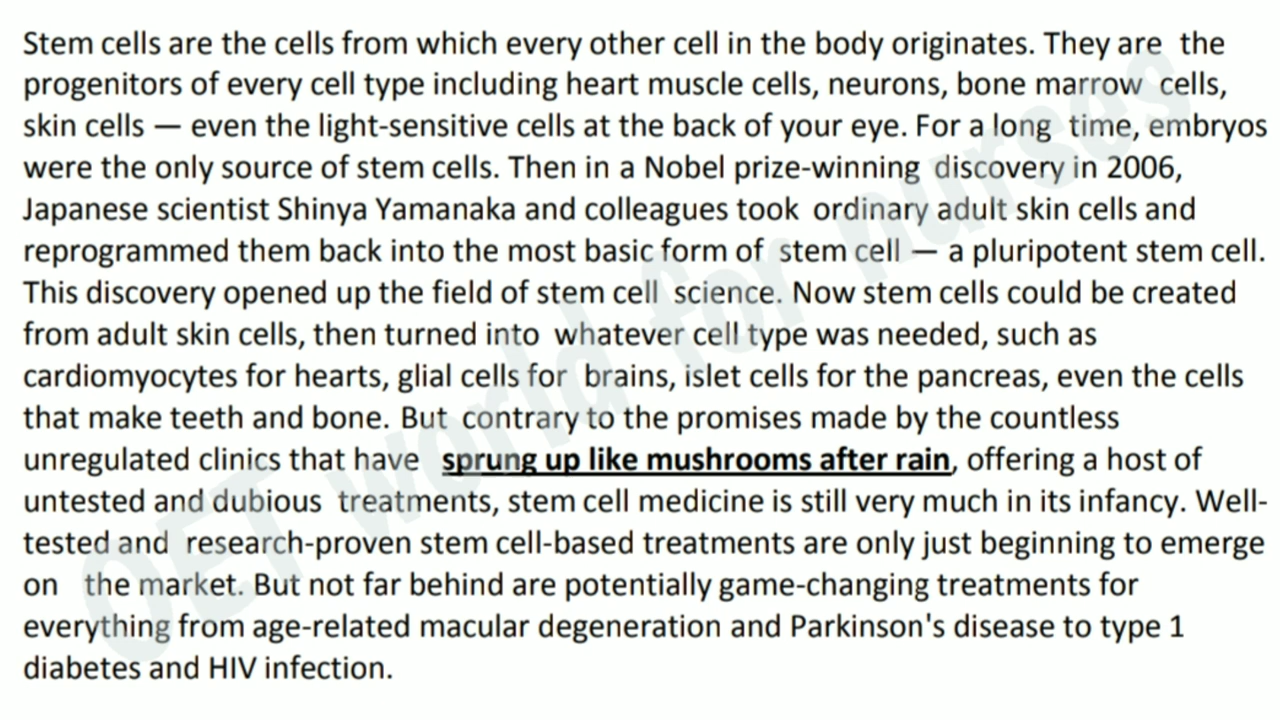 Stem cells are the cells from which every other cell in the body originates. They are the
progenitors of every cell type including heart muscle cells, neurons, bone marrow cells,
skin cells — even the light-sensitive cells at the back of your eye. For a long time, embryos
were the only source of stem cells. Then in a Nobel prize-winning discovery in 2006,
Japanese scientist Shinya Yamanaka and colleagues took ordinary adult skin cells and
reprogrammed them back into the most basic form of stem cell — a pluripotent stem cell.
This discovery opened up the field of stem cell science. Now stem cells could be created
from adult skin cells, then turned into whatever cell type was needed, such as
cardiomyocytes for hearts, glial cells for brains, islet cells for the pancreas, even the cells
that make teeth and bone. But contrary to the promises made by the countless
unregulated clinics that have sprung up like mushrooms after rain, offering a host of
untested and dubious treatments, stem cell medicine is still very much in its infancy. Well-
tested and research-proven stem cell-based treatments are only just beginning to emerge
on the market. But not far behind are potentially game-changing treatments for
everything from age-related macular degeneration and Parkinson's disease to type 1
diabetes and HIV infection.
OET world for nurses